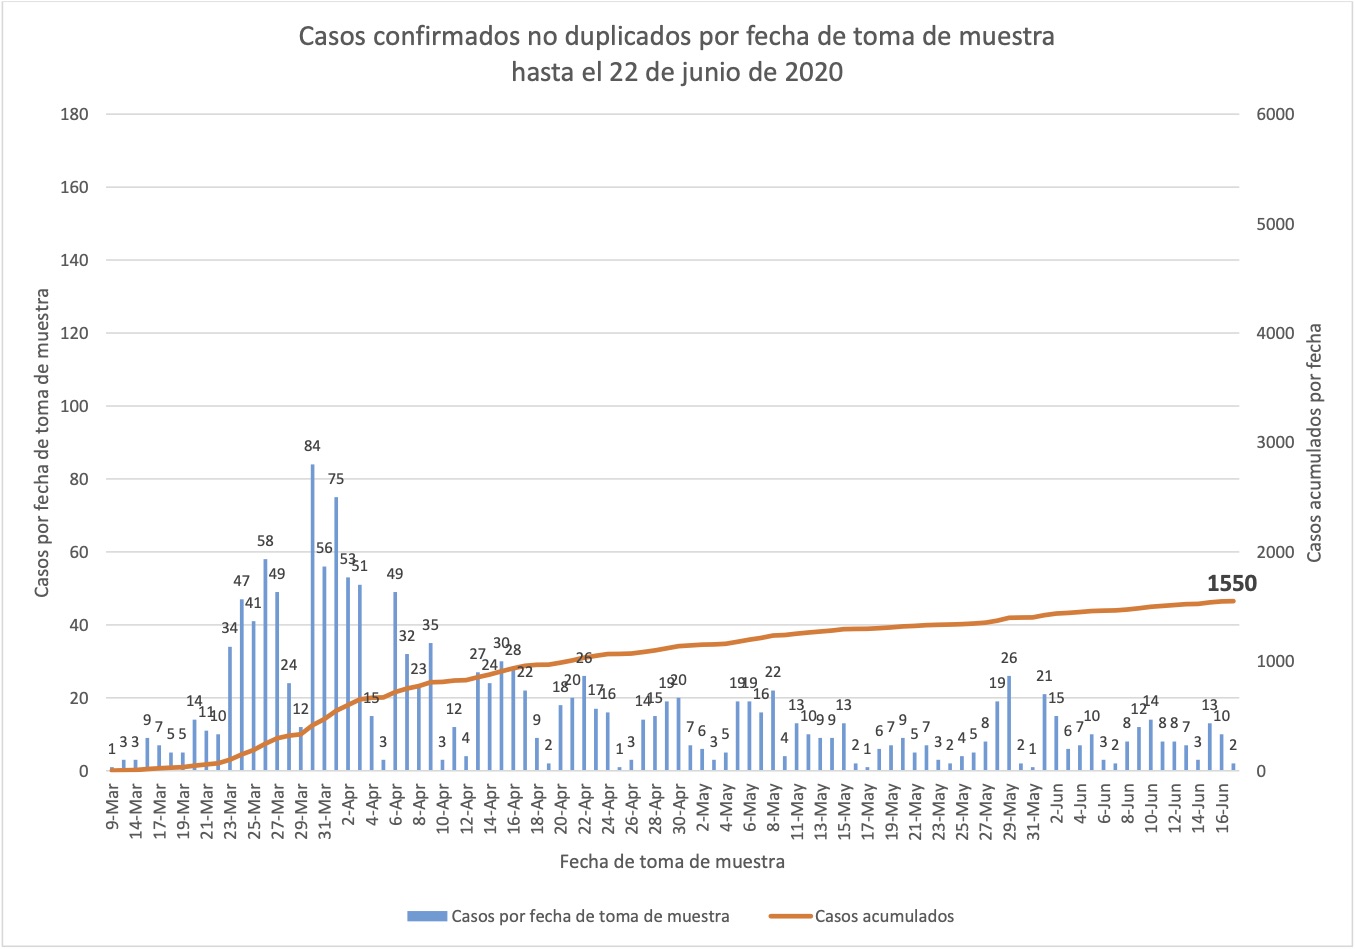 Casos confirmados no duplicados por fecha de toma de muestra
hasta el 22 de junio de 2020
180
160
140
120
100
80
60
40
20
0
6000
5000
4000
3000
2000
1000
0
Casos por fecha de toma de muestra
Casos acumulados por fecha
1 3 3 9 7 5 5 14 11 10 34 47 41 58 49 24 12 84 56 75 53 51 15 3 49 32 23 35 3 12 4 27 24 30 28 22 9 2 18 20 26 17 16 1 3 14 15 19 20 7 6 3 5 19 19 16 22 4 13 10 9 9 13 2 1 6 7 9 5 7 3 2 4 5 8 19 26 2 1 21 15 6 7 10 3 2 8 12 14 8 8 7 3 13 10 2
1550
9-Mar 14-Mar 17-Mar 19-Mar 21-Mar 23-Mar 25-Mar 27-Mar 29-Mar 31-Mar 2-Apr 4-Apr 6-Apr 8-Apr 10-Apr 12-Apr 14-Apr 16-Apr 18-Apr 20-Apr 22-Apr 24-Apr 26-Apr 28-Apr 30-Apr 2-May 4-May 6-May 8-May 11-May 13-May 15-May 17-May 19-May 21-May 23-May 25-May 27-May 29-May 31-May 2-Jun 4-Jun 6-Jun 8-Jun 10-Jun 12-Jun 14-Jun 16-Jun
Fecha de toma de muestra
Casos por fecha de toma de muestra
Casos acumulados